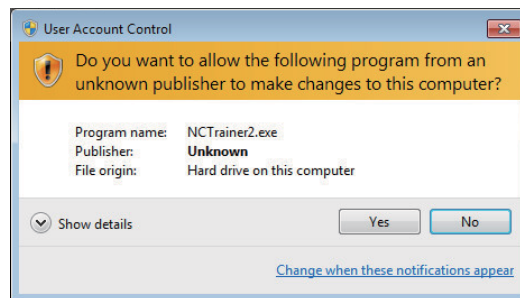 User Account Control
Do you want to allow the following program from an
unknown publisher to make changes to this computer?
Program name: NCTrainer2.exe
Publisher: Unknown
File origin: Hard drive on this computer
Show details
Yes No
Change when these notifications appear